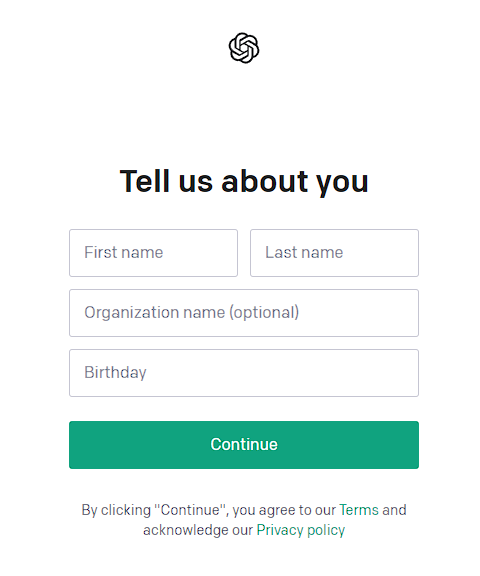 Tell us about you
First name Last name
Organization name (optional)
Birthday
Continue
By clicking "Continue", you agree to our Terms and
acknowledge our Privacy policy